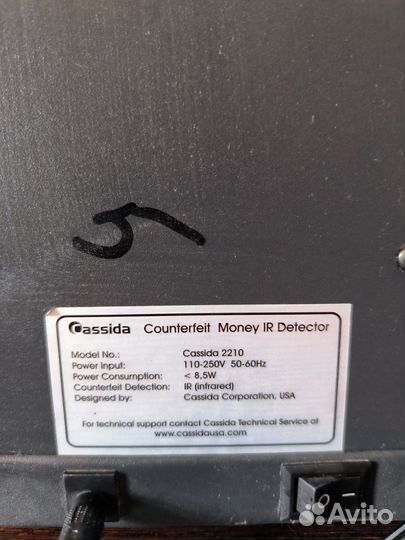 5
Cassida Counterfeit Money IR Detector
Model No.: Cassida 2210
Power Input: 110-250V 50-60Hz
Power Consumption: < 8,5W
Counterfeit Detection: IR (infrared)
Designed by: Cassida Corporation, USA
For technical support contact Cassida Technical Service at
www.cassidausa.com
O –
Avito